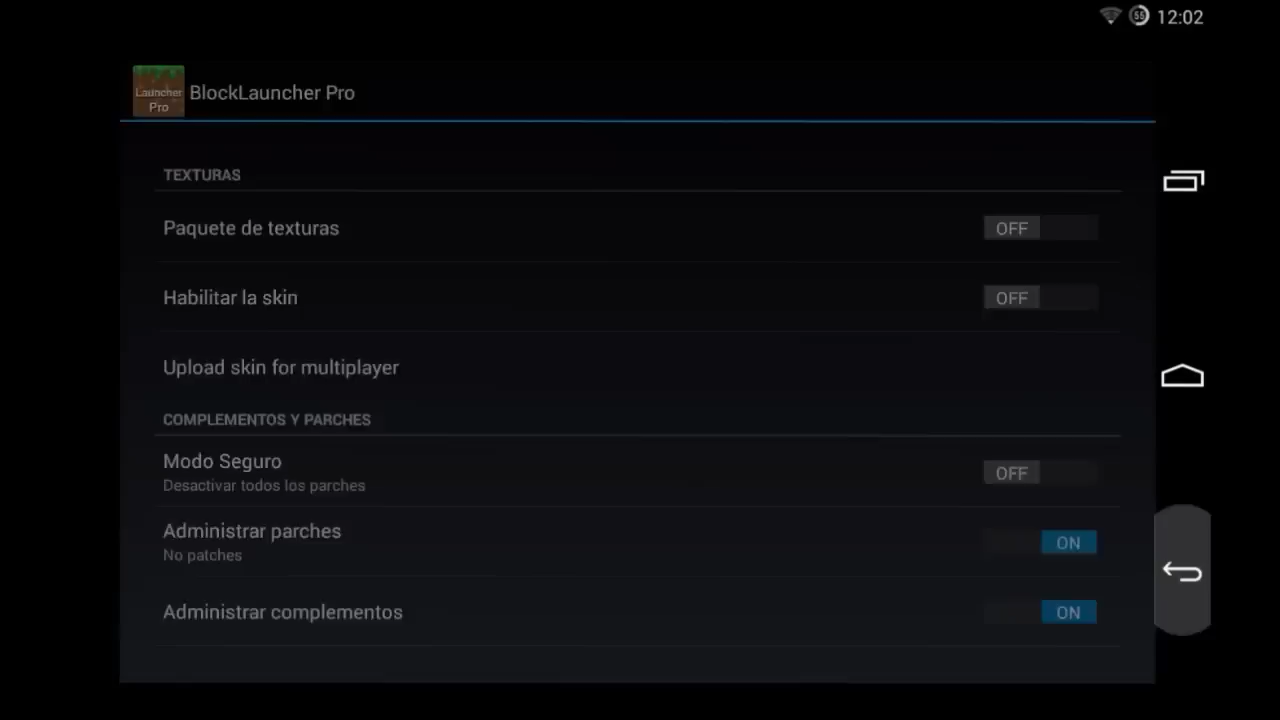 55 12:02
Launcher
Pro
BlockLauncher Pro
TEXTURAS
Paquete de texturas OFF
Habilitar la skin OFF
Upload skin for multiplayer
COMPLEMENTOS Y PARCHES
Modo Seguro OFF
Desactivar todos los parches
Administrar parches ON
No patches
Administrar complementos ON